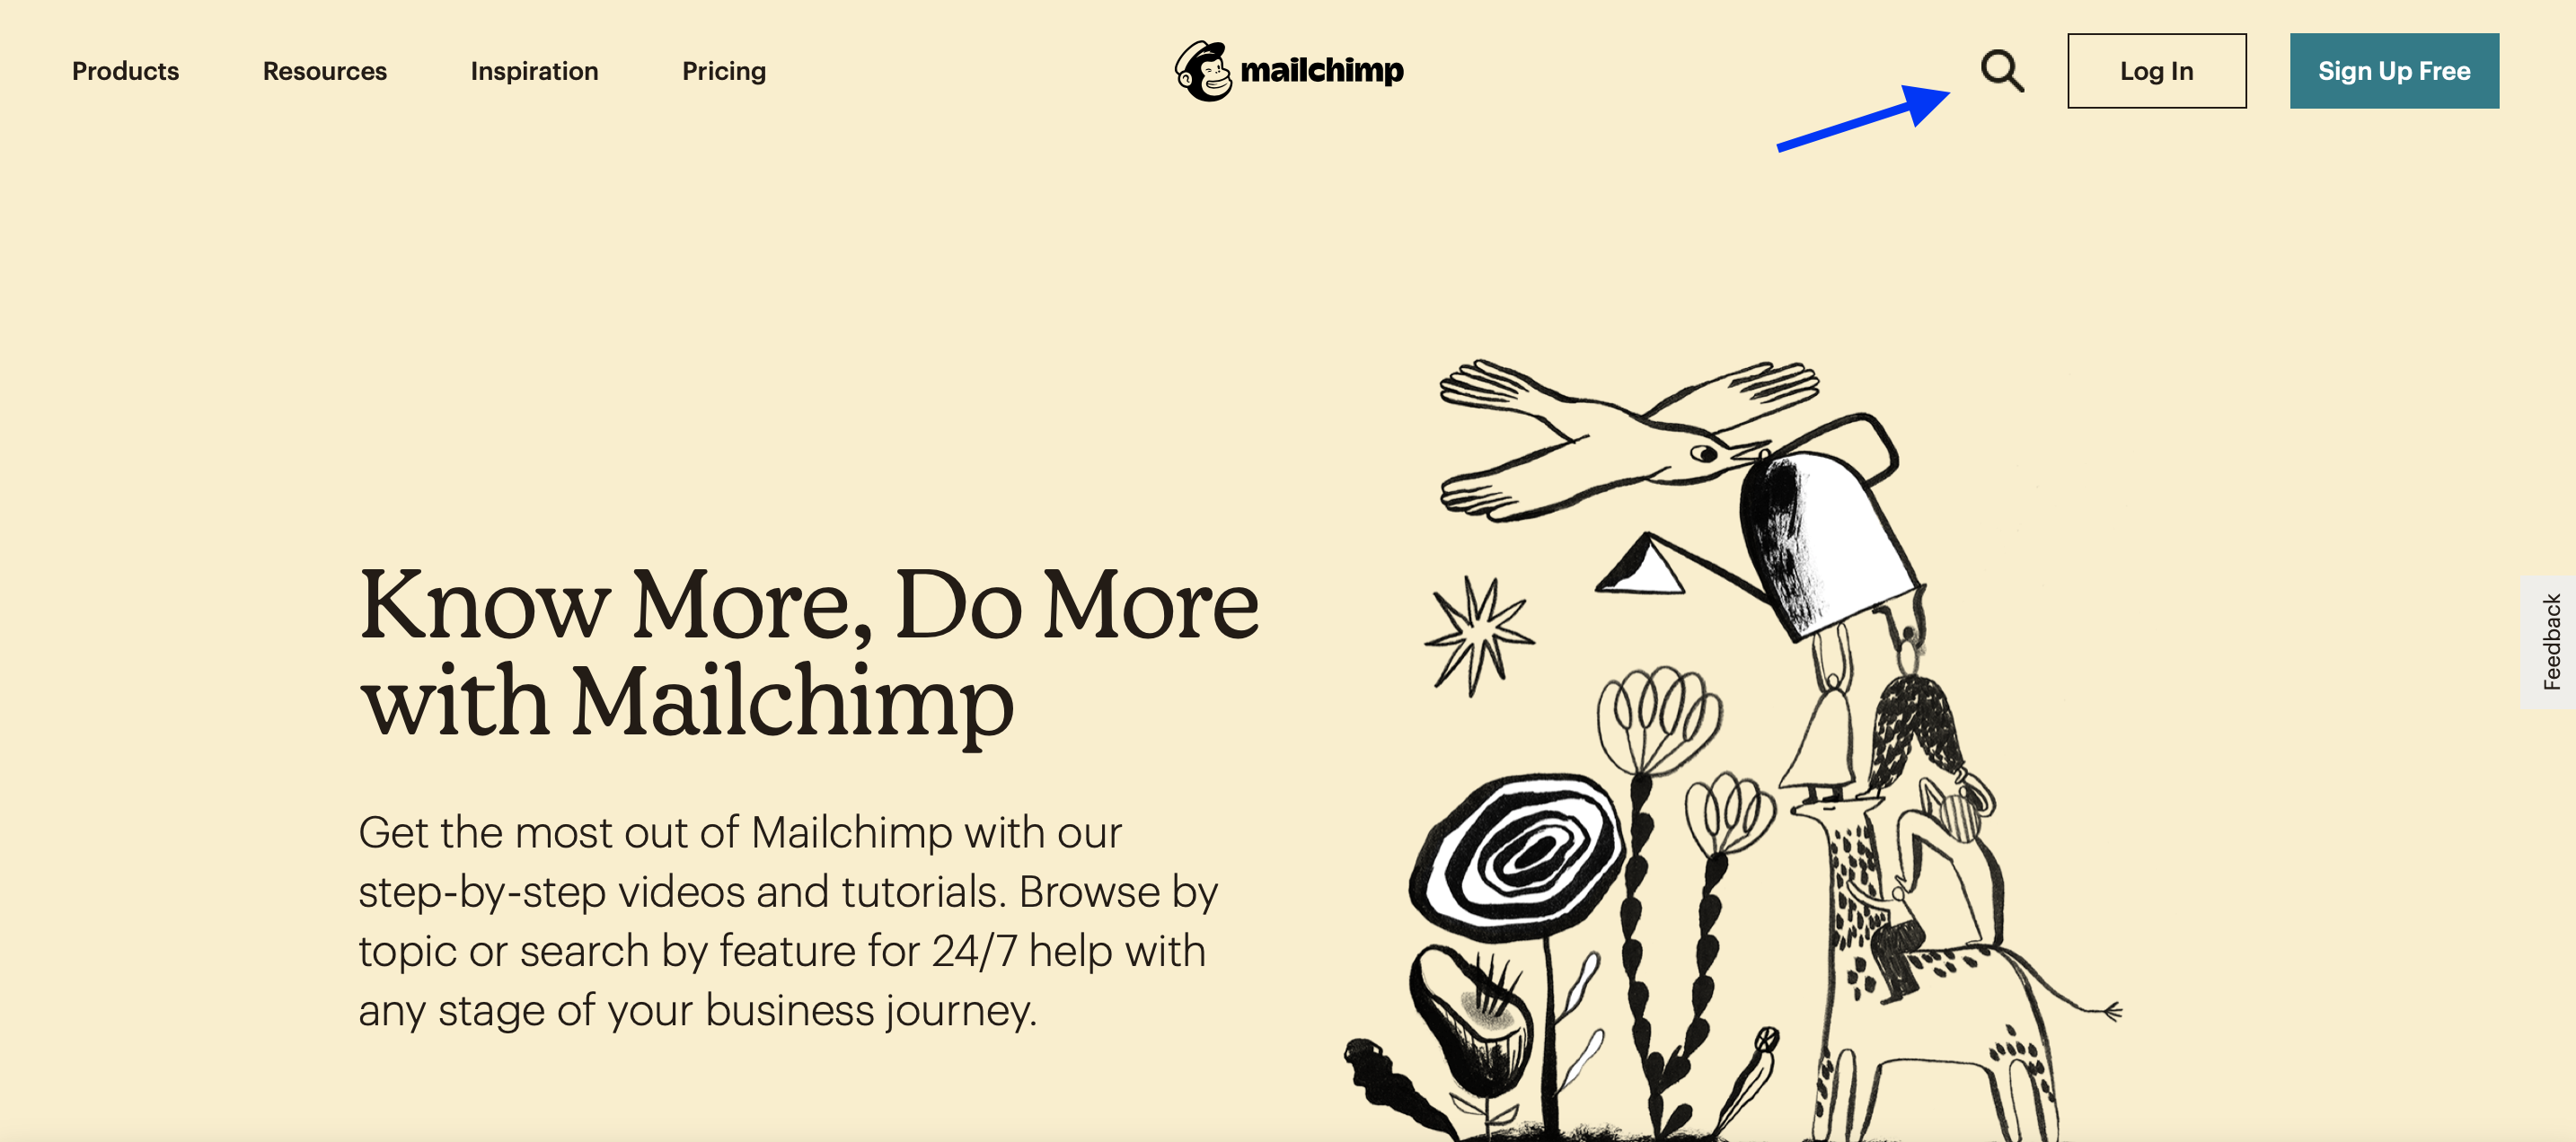 Products Resources Inspiration Pricing mailchimp Log In Sign Up Free
Know More, Do More
with Mailchimp
Get the most out of Mailchimp with our
step-by-step videos and tutorials. Browse by
topic or search by feature for 24/7 help with
any stage of your business journey.
Feedback